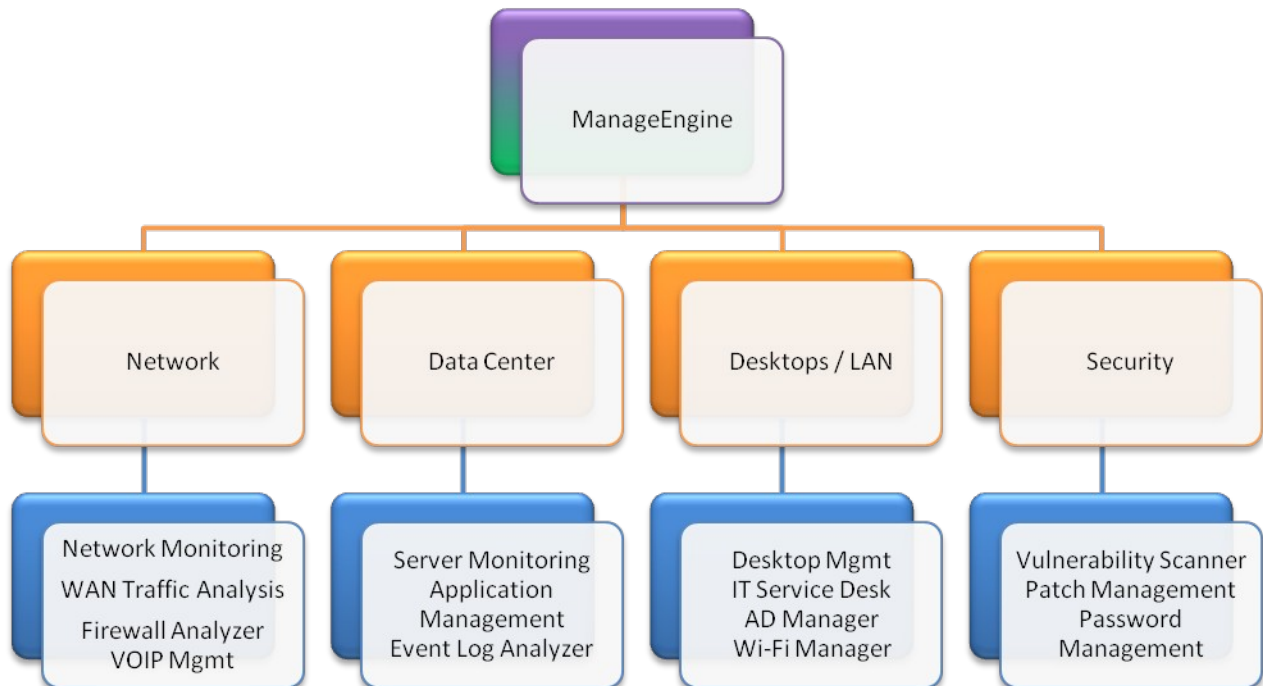 ManageEngine
Network
Data Center
Desktops / LAN
Security
Network Monitoring
WAN Traffic Analysis
Firewall Analyzer
VOIP Mgmt
Server Monitoring
Application
Management
Event Log Analyzer
Desktop Mgmt
IT Service Desk
AD Manager
Wi-Fi Manager
Vulnerability Scanner
Patch Management
Password
Management